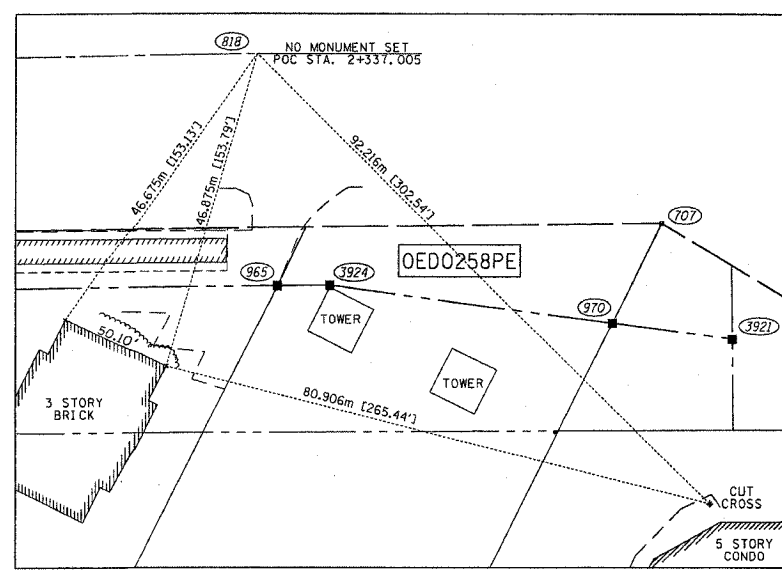 818
NO MONUMENT SET
POC STA. 2+337.005
46.675m [153.13']
46.875m [153.79']
92.216m [302.54']
707
OED0258PE
965
3924
970
3921
TOWER
TOWER
50.10'
80.906m [265.44']
3 STORY
BRICK
CUT
CROSS
5 STORY
CONDO